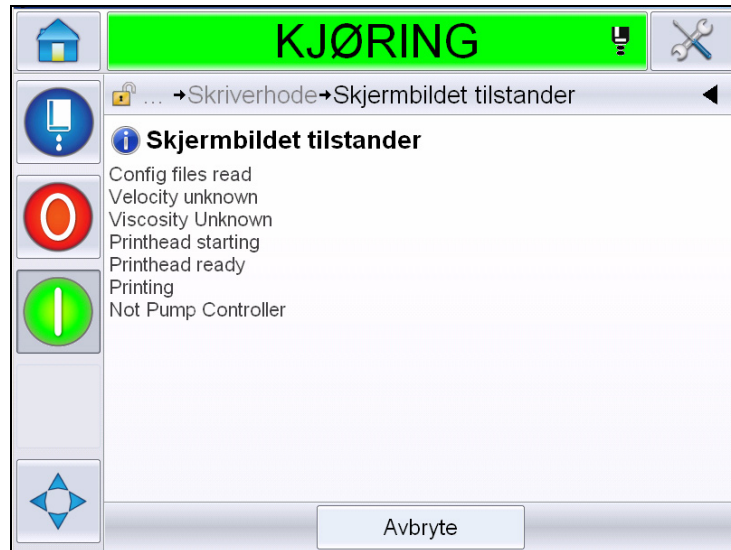 KJØRING
... →Skriverhode→Skjermbildet tilstander
Skjermbildet tilstander
Config files read
Velocity unknown
Viscosity Unknown
Printhead starting
Printhead ready
Printing
Not Pump Controller
Avbryte